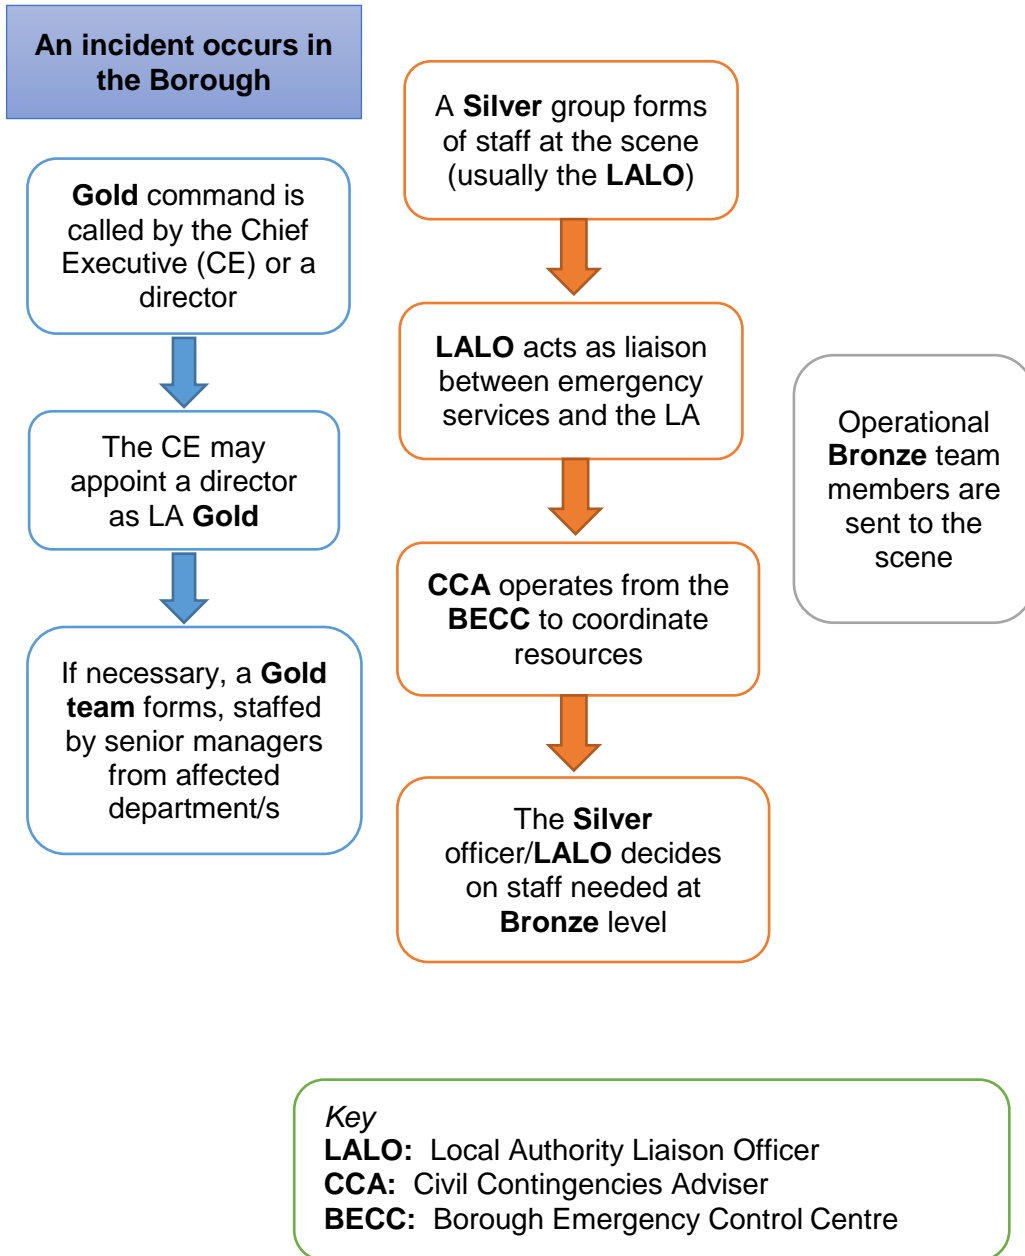 An incident occurs in
the Borough
Gold command is
called by the Chief
Executive (CE) or a
director
The CE may
appoint a director
as LA Gold
If necessary, a Gold
team forms, staffed
by senior managers
from affected
department/s
A Silver group forms
of staff at the scene
(usually the LALO)
LALO acts as liaison
between emergency
services and the LA
CCA operates from the
BECC to coordinate
resources
The Silver
officer/LALO decides
on staff needed at
Bronze level
Operational
Bronze team
members are
sent to the
scene
Key
LALO: Local Authority Liaison Officer
CCA: Civil Contingencies Adviser
BECC: Borough Emergency Control Centre